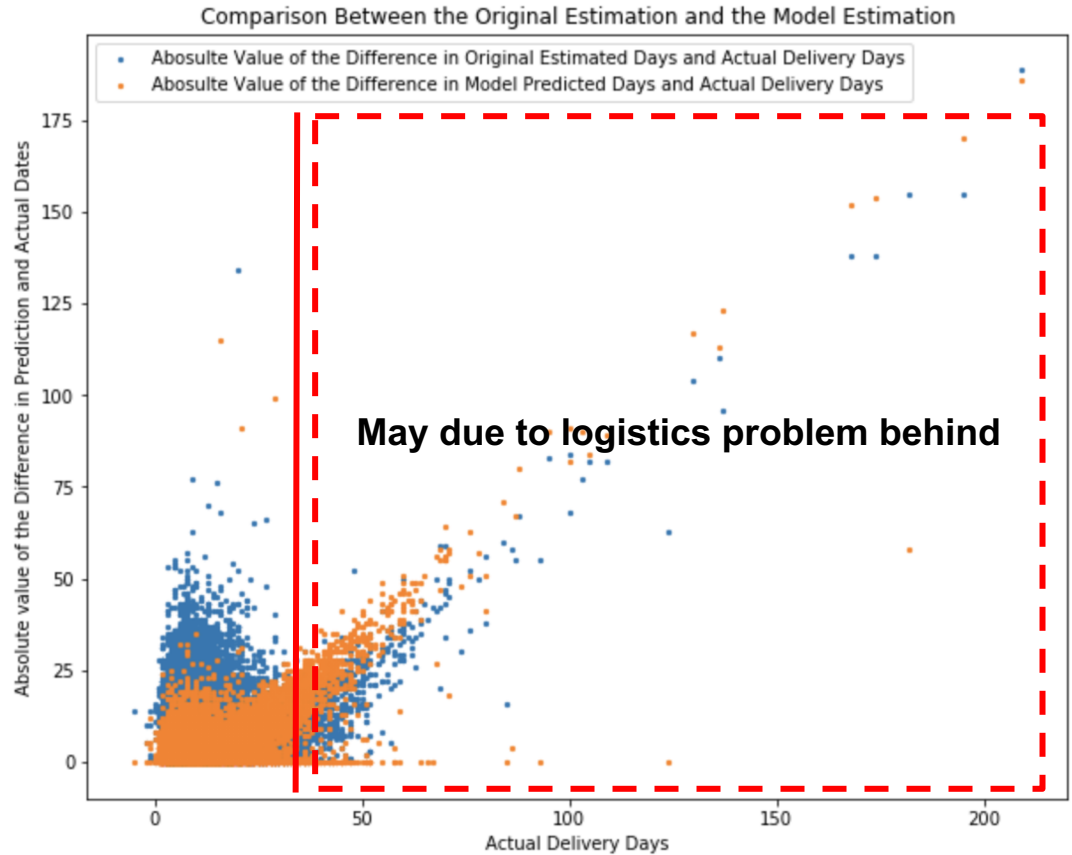 Comparison Between the Original Estimation and the Model Estimation
Abosulte Value of the Difference in Original Estimated Days and Actual Delivery Days
Abosulte Value of the Difference in Model Predicted Days and Actual Delivery Days
Absolute value of the Difference in Prediction and Actual Dates
175
150
125
100
75
50
25
0
May due to logistics problem behind
0
50
100
150
200
Actual Delivery Days